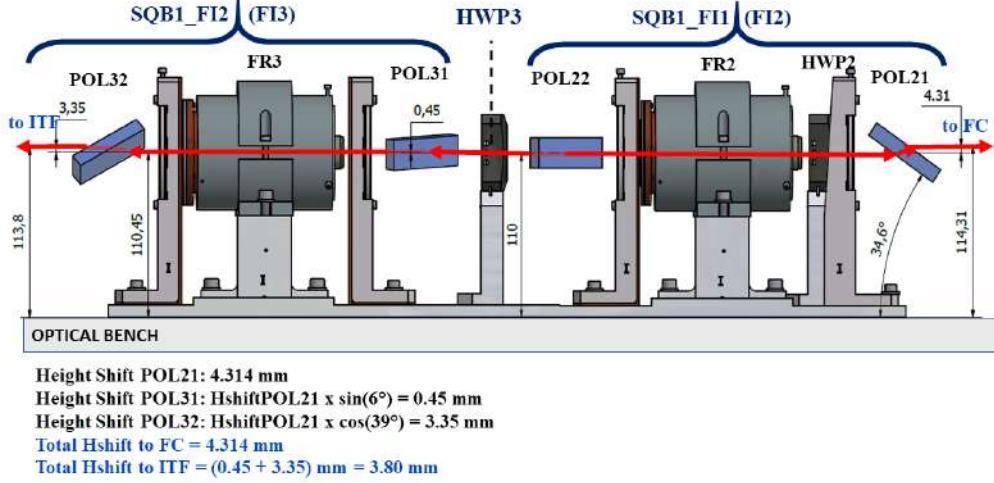 SQB1_FI2 (FI3)
HWP3
SQB1_FI1 (FI2)
POL32
FR3
POL31
POL22
FR2
HWP2
POL21
3,35
0,45
4.31
to ITF
to FC
113,8
110,45
110
34,6°
114,31
OPTICAL BENCH
Height Shift POL21: 4.314 mm
Height Shift POL31: HshiftPOL21 x sin(6°) = 0.45 mm
Height Shift POL32: HshiftPOL21 x cos(39°) = 3.35 mm
Total Hshift to FC = 4.314 mm
Total Hshift to ITF = (0.45 + 3.35) mm = 3.80 mm